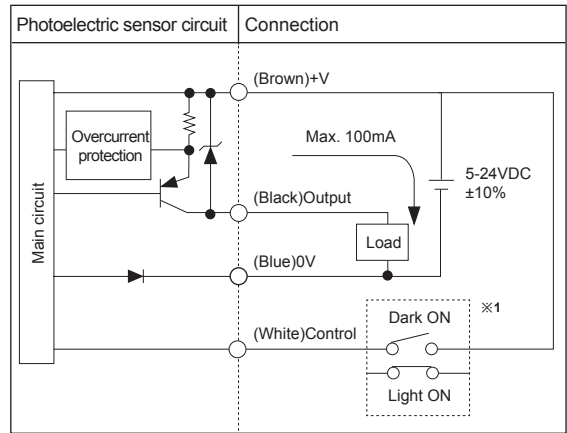 Photoelectric sensor circuit
Connection
(Brown)+V
Overcurrent
protection
Max. 100mA
5-24VDC
±10%
Main circuit
(Black)Output
Load
(Blue)0V
※1
Dark ON
(White)Control
Light ON